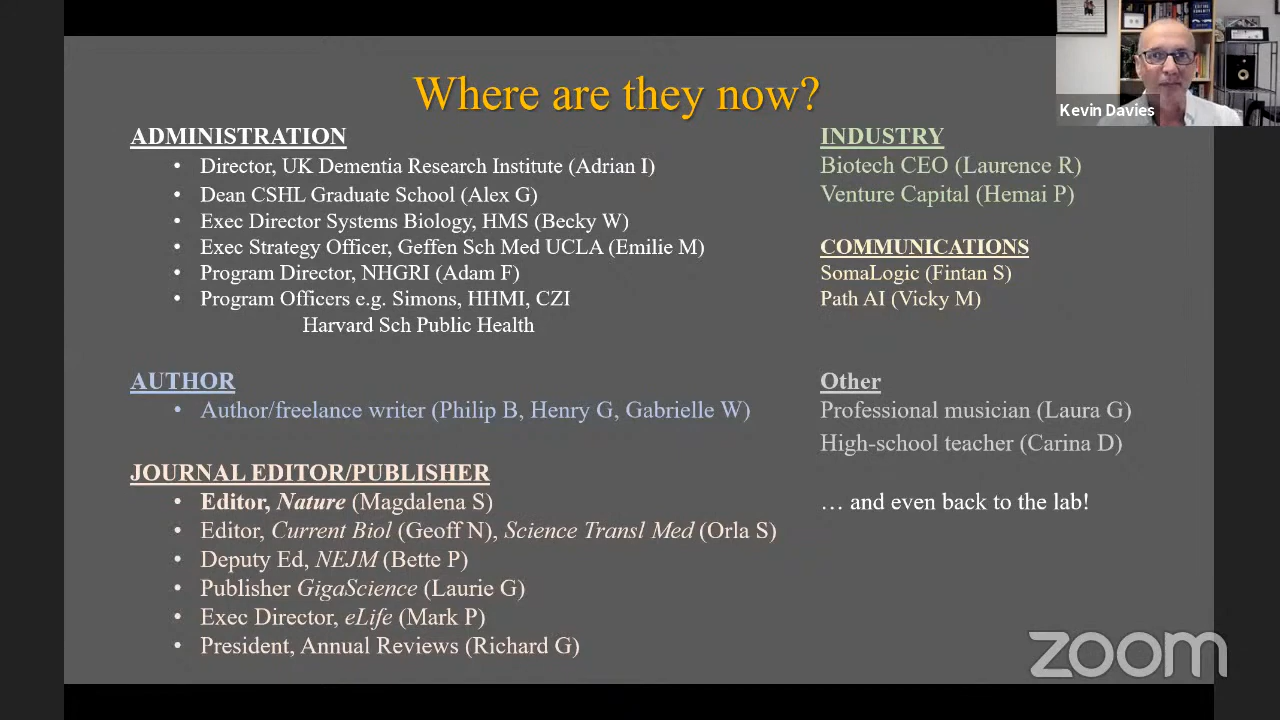 Where are they now?
Kevin Davies
ADMINISTRATION
• Director, UK Dementia Research Institute (Adrian I)
• Dean CSHL Graduate School (Alex G)
• Exec Director Systems Biology, HMS (Becky W)
• Exec Strategy Officer, Geffen Sch Med UCLA (Emilie M)
• Program Director, NHGRI (Adam F)
• Program Officers e.g. Simons, HHMI, CZI
Harvard Sch Public Health
AUTHOR
• Author/freelance writer (Philip B, Henry G, Gabrielle W)
JOURNAL EDITOR/PUBLISHER
• Editor, Nature (Magdalena S)
• Editor, Current Biol (Geoff N), Science Transl Med (Orla S)
• Deputy Ed, NEJM (Bette P)
• Publisher GigaScience (Laurie G)
• Exec Director, eLife (Mark P)
• President, Annual Reviews (Richard G)
INDUSTRY
Biotech CEO (Laurence R)
Venture Capital (Hemai P)
COMMUNICATIONS
SomaLogic (Fintan S)
Path AI (Vicky M)
Other
Professional musician (Laura G)
High-school teacher (Carina D)
… and even back to the lab!
zoom